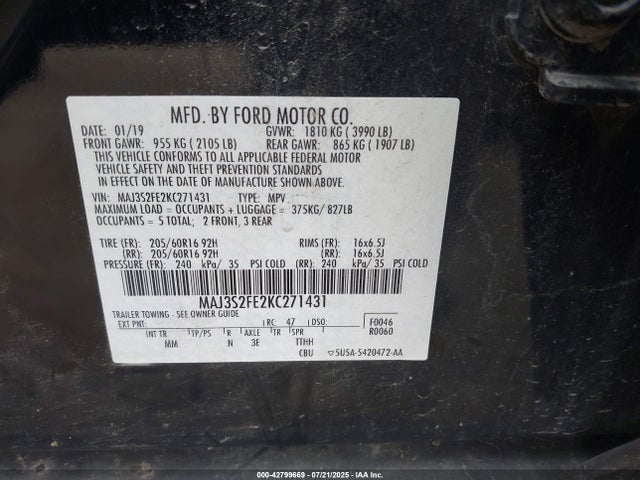 MFD. BY FORD MOTOR CO.
DATE: 01/19 GVWR: 1810 KG ( 3990 LB)
FRONT GAWR: 955 KG ( 2105 LB) REAR GAWR: 865 KG ( 1907 LB)
THIS VEHICLE CONFORMS TO ALL APPLICABLE FEDERAL MOTOR
VEHICLE SAFETY AND THEFT PREVENTION STANDARDS
IN EFFECT ON THE DATE OF MANUFACTURE SHOWN ABOVE.
VIN: MAJ3S2FE2KC271431 TYPE: MPV
MAXIMUM LOAD = OCCUPANTS + LUGGAGE = 375KG/ 827LB
OCCUPANTS = 5 TOTAL; 2 FRONT, 3 REAR
TIRE (FR): 205/60R16 92H RIMS (FR): 16x6.5J
(RR): 205/60R16 92H (RR): 16x6.5J
PRESSURE (FR): 240 kPa/ 35 PSI COLD (RR): 240 kPa/ 35 PSI COLD
MAJ3S2FE2KC271431
TRAILER TOWING - SEE OWNER GUIDE
EXT PNT: RC: 47 DSO: F0046
R0060
INT TR TP/PS R AXLE TR SPR
MM N 3E TTHH
CBU ▽5U5A-5420472-AA
000-42799669 07/21/2025 - IAA Inc.